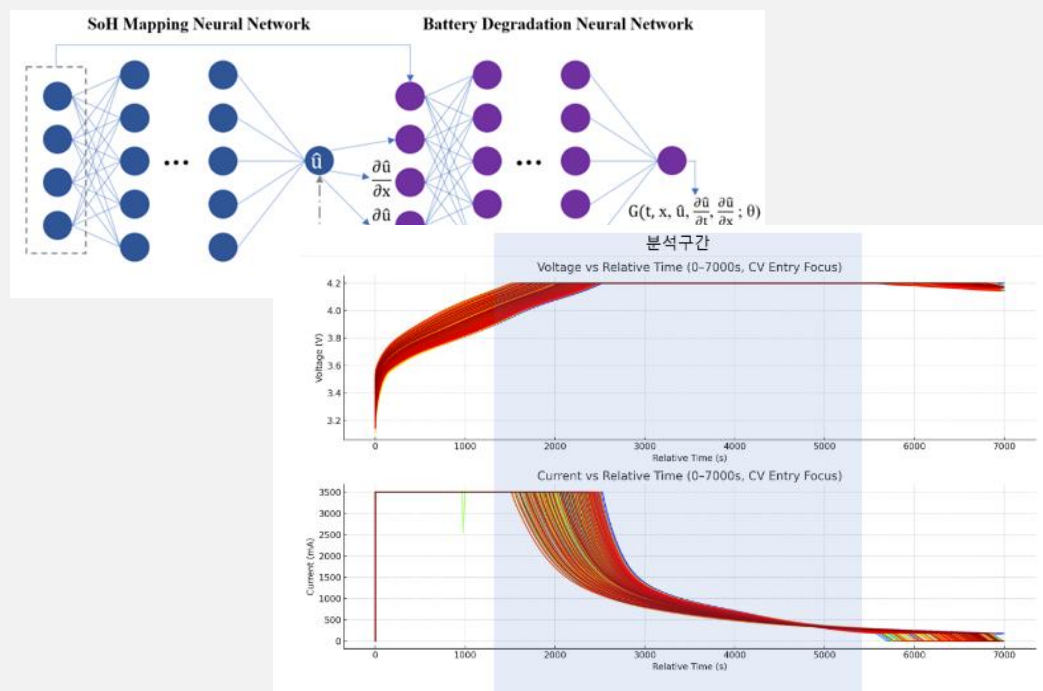 SoH Mapping Neural Network
Battery Degradation Neural Network
û
∂û
∂x
∂û
G(t, x, û, ∂û/∂t, ∂û/∂x ; θ)
분석구간
Voltage vs Relative Time (0–7000s, CV Entry Focus)
Voltage (V)
4.2
4.0
3.8
3.6
3.4
3.2
0 1000 2000 3000 4000 5000 6000 7000
Relative Time (s)
Current vs Relative Time (0–7000s, CV Entry Focus)
Current (mA)
3500
3000
2500
2000
1500
1000
500
0
0 1000 2000 3000 4000 5000 6000 7000
Relative Time (s)